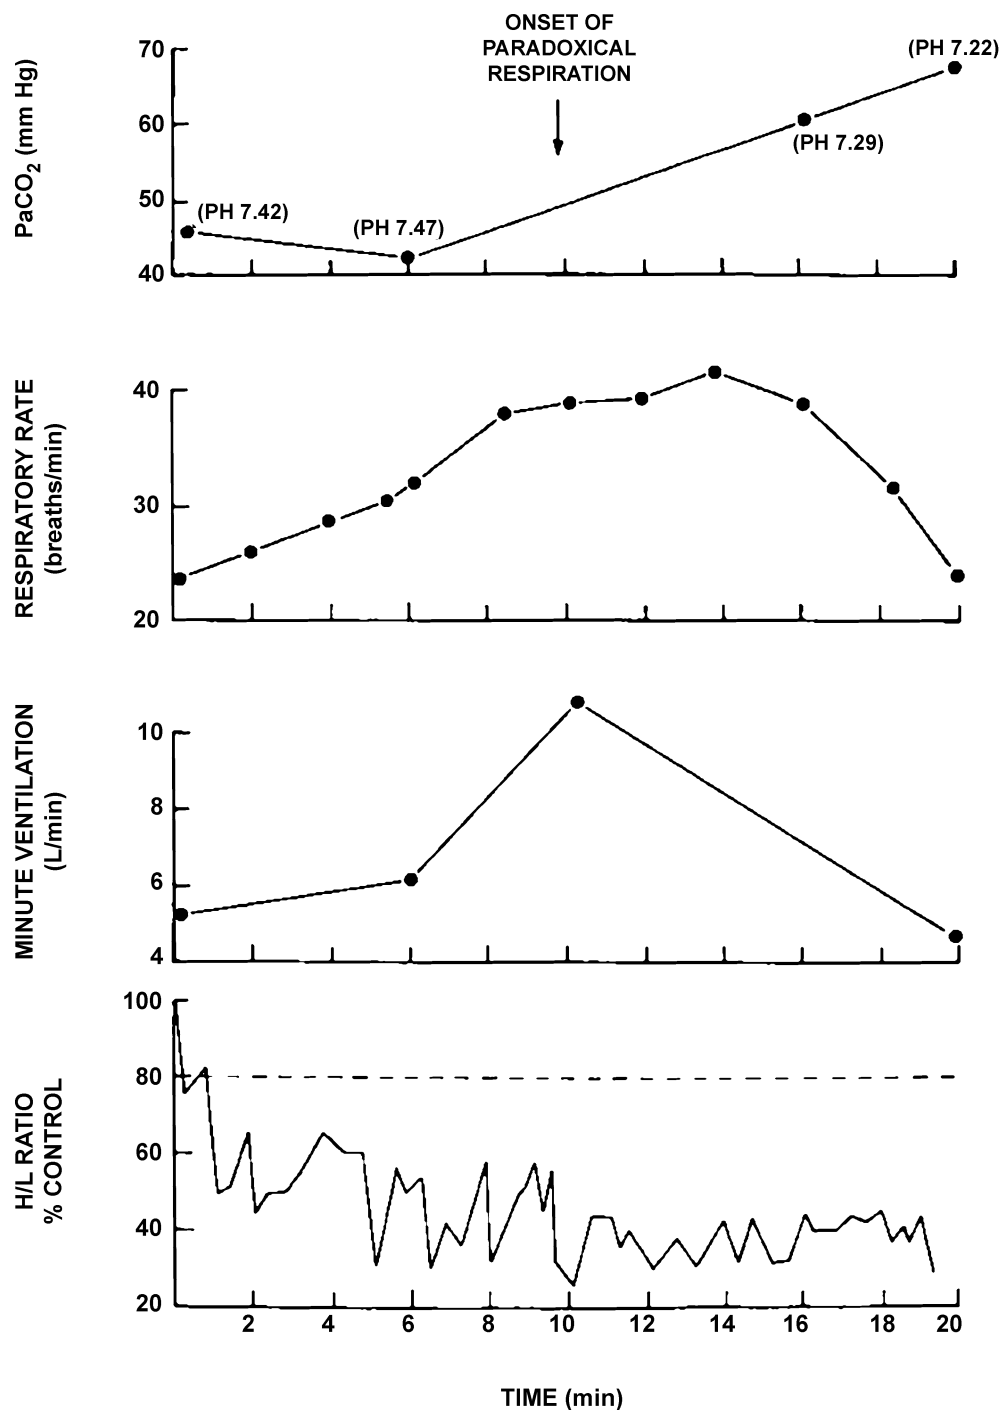 ONSET OF
PARADOXICAL
RESPIRATION
(PH 7.22)
70
60
50
40
PaCO2 (mm Hg)
(PH 7.42)
(PH 7.47)
(PH 7.29)
RESPIRATORY RATE
(breaths/min)
40
30
20
MINUTE VENTILATION
(L/min)
10
8
6
4
H/L RATIO
% CONTROL
100
80
60
40
20
2 4 6 8 10 12 14 16 18 20
TIME (min)